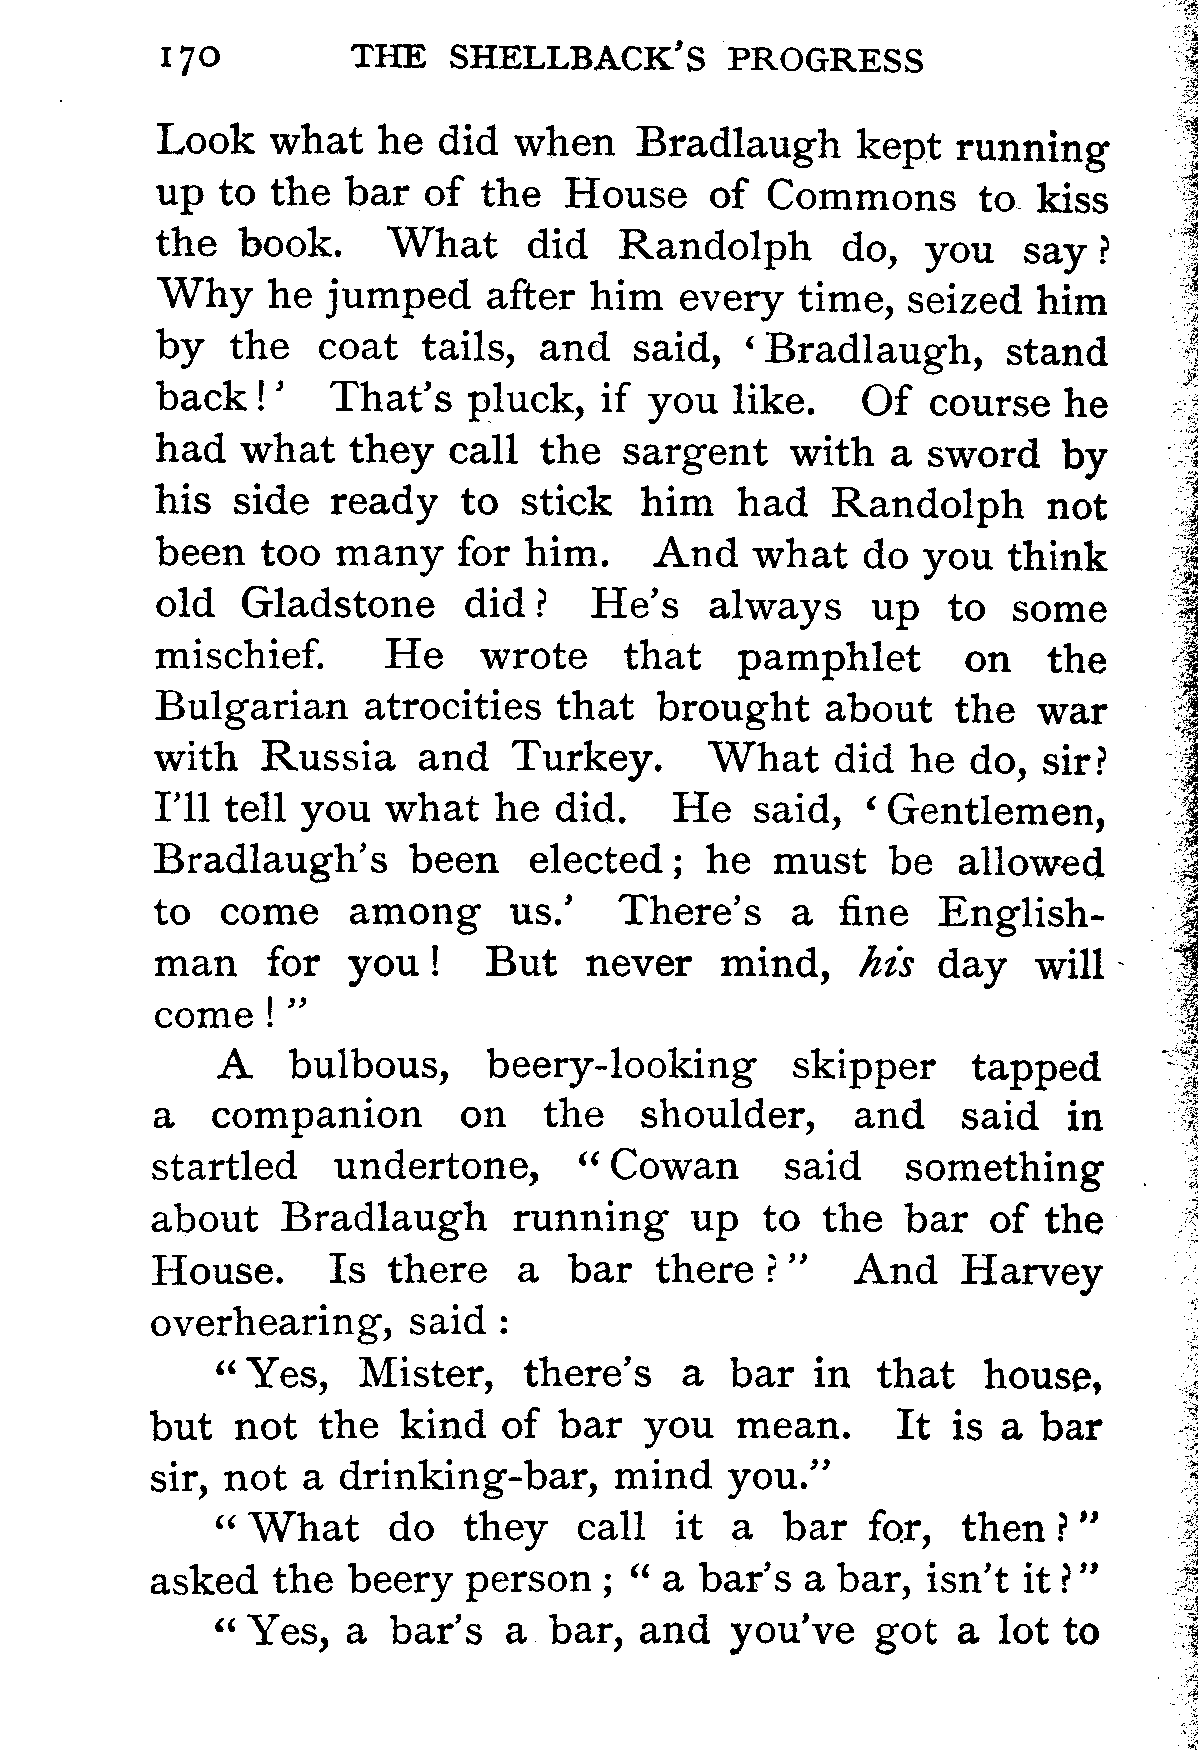 170 THE SHELLBACK'S PROGRESS
Look what he did when Bradlaugh kept running
up to the bar of the House of Commons to kiss
the book. What did Randolph do, you say?
Why he jumped after him every time, seized him
by the coat tails, and said, ‘Bradlaugh, stand
back!’ That's pluck, if you like. Of course he
had what they call the sargent with a sword by
his side ready to stick him had Randolph not
been too many for him. And what do you think
old Gladstone did? He's always up to some
mischief. He wrote that pamphlet on the
Bulgarian atrocities that brought about the war
with Russia and Turkey. What did he do, sir?
I'll tell you what he did. He said, ‘Gentlemen,
Bradlaugh's been elected; he must be allowed
to come among us.’ There's a fine English-
man for you! But never mind, his day will
come!”
A bulbous, beery-looking skipper tapped
a companion on the shoulder, and said in
startled undertone, “Cowan said something
about Bradlaugh running up to the bar of the
House. Is there a bar there?” And Harvey
overhearing, said:
“Yes, Mister, there's a bar in that house,
but not the kind of bar you mean. It is a bar
sir, not a drinking-bar, mind you.”
“What do they call it a bar for, then?”
asked the beery person; “a bar's a bar, isn't it?”
“Yes, a bar's a bar, and you've got a lot to